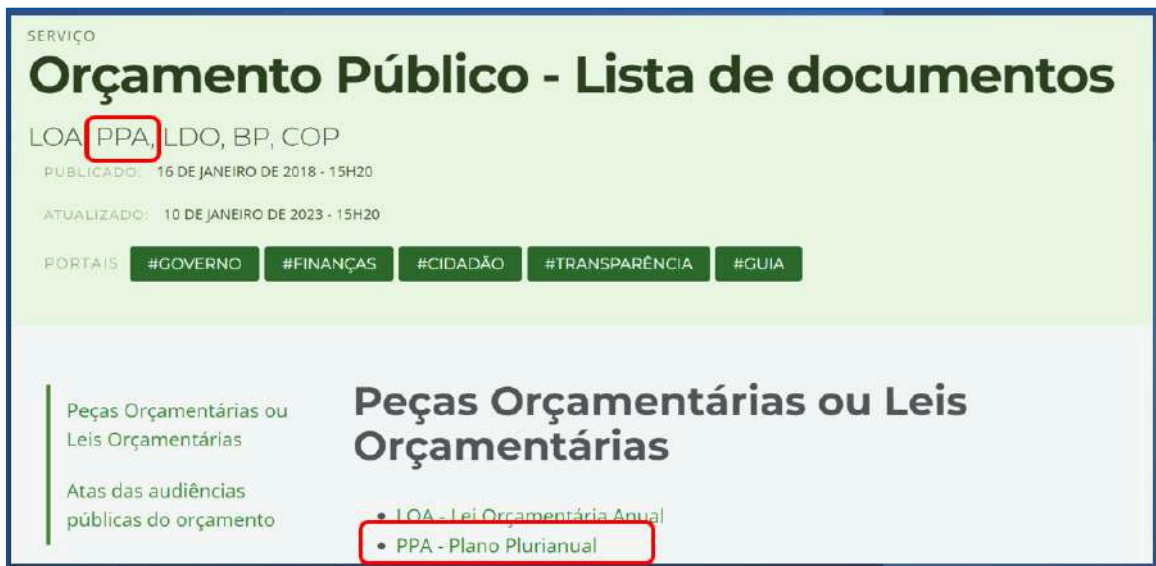 SERVIÇO
Orçamento Público - Lista de documentos
LOA, PPA, LDO, BP, COP
PUBLICADO: 16 DE JANEIRO DE 2018 - 15H20
ATUALIZADO: 10 DE JANEIRO DE 2023 - 15H20
PORTAIS #GOVERNO #FINANÇAS #CIDADÃO #TRANSPARÊNCIA #GUIA
Peças Orçamentárias ou
Leis Orçamentárias
Atas das audiências
públicas do orçamento
Peças Orçamentárias ou Leis
Orçamentárias
• LOA - Lei Orçamentária Anual
• PPA - Plano Plurianual